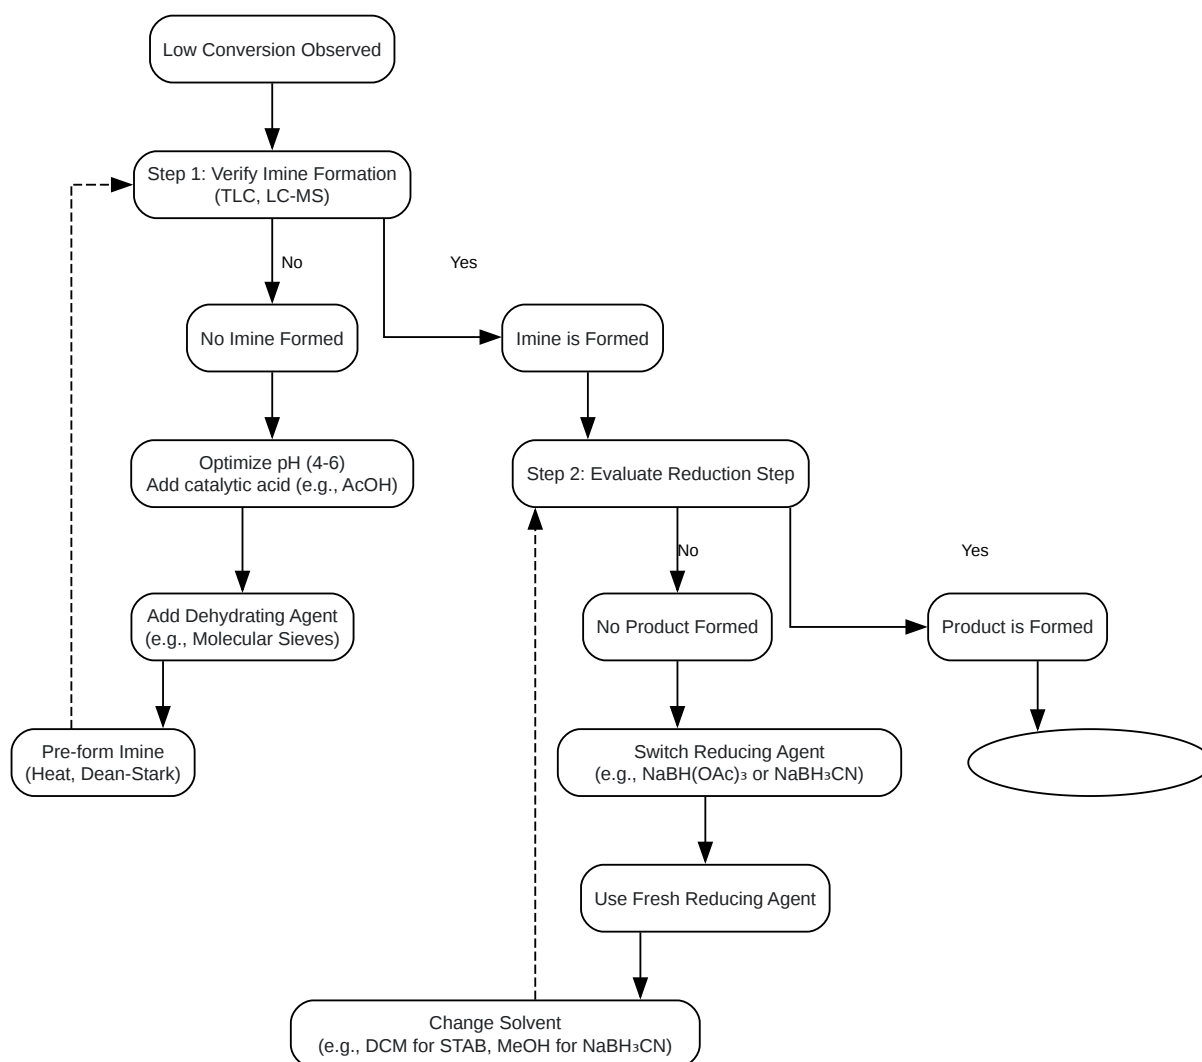 Low Conversion Observed
Step 1: Verify Imine Formation
(TLC, LC-MS)
No
Yes
No Imine Formed
Imine is Formed
Optimize pH (4-6)
Add catalytic acid (e.g., AcOH)
Step 2: Evaluate Reduction Step
No
Yes
Add Dehydrating Agent
(e.g., Molecular Sieves)
No Product Formed
Product is Formed
Pre-form Imine
(Heat, Dean-Stark)
Switch Reducing Agent
(e.g., NaBH(OAc)₃ or NaBH₃CN)
Use Fresh Reducing Agent
Change Solvent
(e.g., DCM for STAB, MeOH for NaBH₃CN)